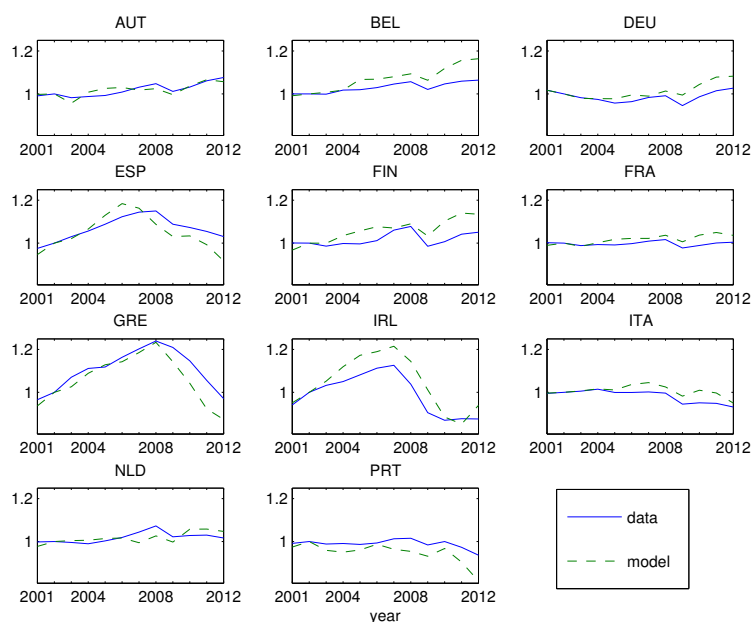 AUT BEL DEU
1.2 1.2 1.2
1 1 1
2001 2004 2008 2012 2001 2004 2008 2012 2001 2004 2008 2012
ESP FIN FRA
1.2 1.2 1.2
1 1 1
2001 2004 2008 2012 2001 2004 2008 2012 2001 2004 2008 2012
GRE IRL ITA
1.2 1.2 1.2
1 1 1
2001 2004 2008 2012 2001 2004 2008 2012 2001 2004 2008 2012
NLD PRT
1.2 1.2
1 1
data
model
2001 2004 2008 2012 2001 2004 2008 2012
year